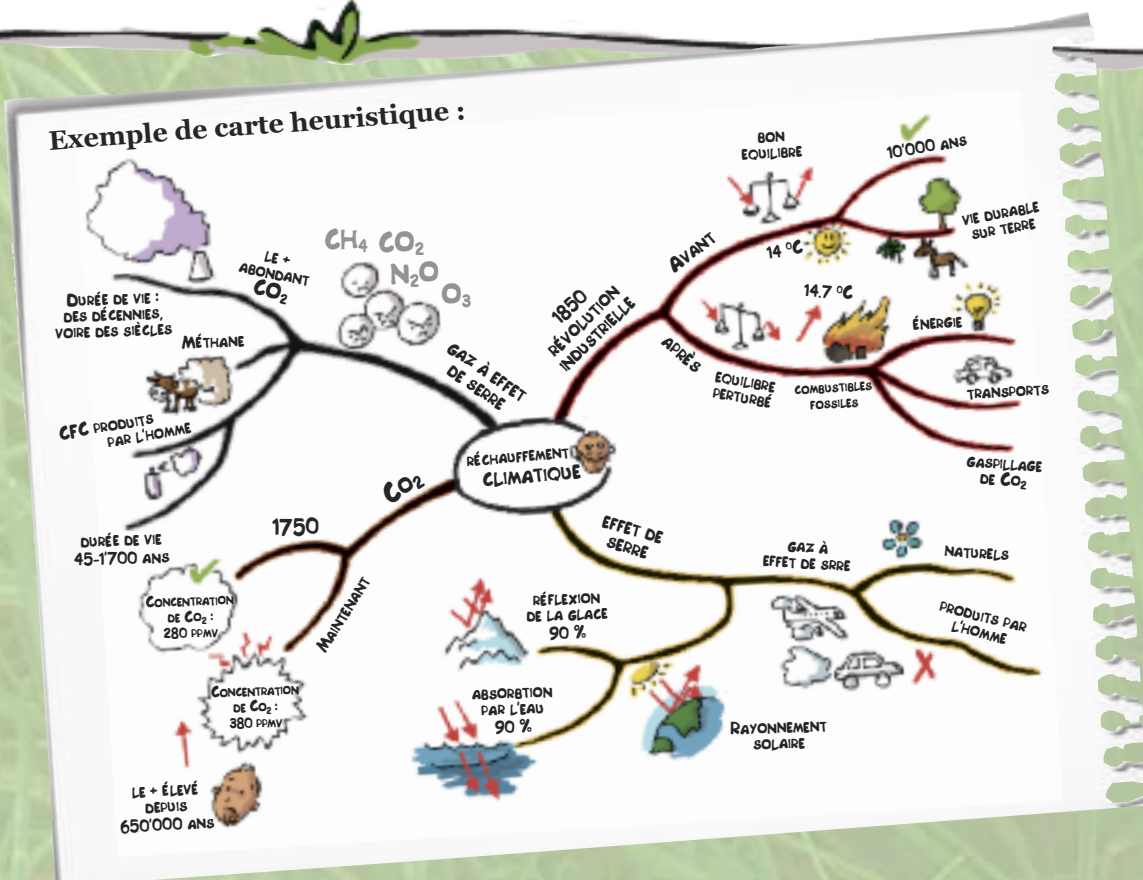 Exemple de carte heuristique :
RÉCHAUFFEMENT
CLIMATIQUE
1850
RÉVOLUTION
INDUSTRIELLE
AVANT
BON
EQUILIBRE
14 °C
10'000 ANS
VIE DURABLE
SUR TERRE
APRÈS
EQUILIBRE
PERTURBÉ
14.7 °C
COMBUSTIBLES
FOSSILES
ÉNERGIE
TRANSPORTS
GASPILLAGE
DE CO2
EFFET DE
SERRE
GAZ À
EFFET DE SRRE
NATURELS
PRODUITS PAR
L'HOMME
RAYONNEMENT
SOLAIRE
RÉFLEXION
DE LA GLACE
90 %
ABSORBTION
PAR L'EAU
90 %
CO2
1750
CONCENTRATION
DE CO2 :
280 PPMV
MAINTENANT
CONCENTRATION
DE CO2 :
380 PPMV
LE + ÉLEVÉ
DEPUIS
650'000 ANS
GAZ À EFFET
DE SERRE
CH4 CO2
N2O
O3
LE +
ABONDANT
CO2
DURÉE DE VIE :
DES DÉCENNIES,
VOIRE DES SIÈCLES
MÉTHANE
CFC PRODUITS
PAR L'HOMME
DURÉE DE VIE
45-1'700 ANS